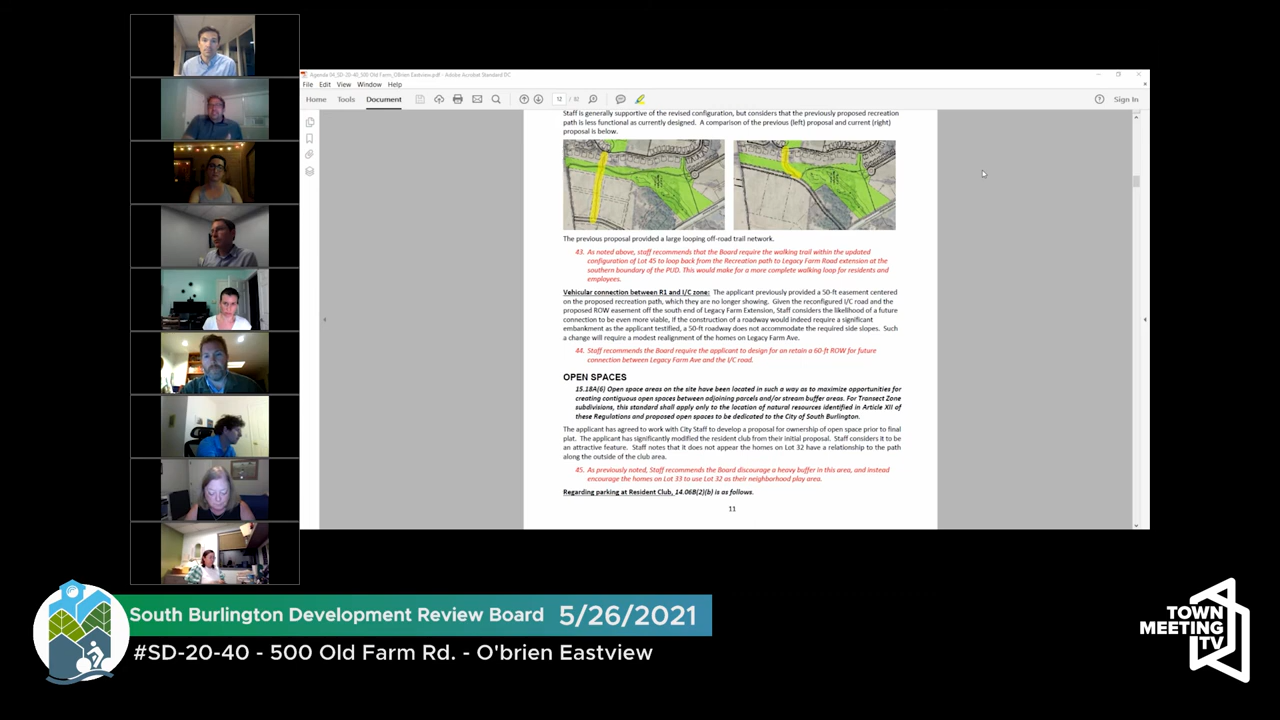 Agenda 04_SD-20-40_500 Old Farm_OBrien Eastview.pdf - Adobe Acrobat Standard DC
File Edit View Window Help
Home Tools Document
12 / 32
Sign In
Staff is generally supportive of the revised configuration, but considers that the previously proposed recreation
path is less functional as currently designed. A comparison of the previous (left) proposal and current (right)
proposal is below.
The previous proposal provided a large looping off-road trail network.
43. As noted above, staff recommends that the Board require the walking trail within the updated
configuration of Lot 45 to loop back from the Recreation path to Legacy Farm Road extension at the
southern boundary of the PUD. This would make for a more complete walking loop for residents and
employees.
Vehicular connection between R1 and I/C zone: The applicant previously provided a 50-ft easement centered
on the proposed recreation path, which they are no longer showing. Given the reconfigured I/C road and the
proposed ROW easement off the south end of Legacy Farm Extension, Staff considers the likelihood of a future
connection to be even more viable, if the construction of a roadway would indeed require a significant
embankment as the applicant testified, a 50-ft roadway does not accommodate the required side slopes. Such
a change will require a modest realignment of the homes on Legacy Farm Ave.
44. Staff recommends the Board require the applicant to design for an retain a 60-ft ROW for future
connection between Legacy Farm Ave and the I/C road.
OPEN SPACES
15.18A(6) Open space areas on the site have been located in such a way as to maximize opportunities for
creating contiguous open spaces between adjoining parcels and/or stream buffer areas. For Transect Zone
subdivisions, this standard shall apply only to the location of natural resources identified in Article XII of
these Regulations and proposed open spaces to be dedicated to the City of South Burlington.
The applicant has agreed to work with City Staff to develop a proposal for ownership of open space prior to final
plat. The applicant has significantly modified the resident club from their initial proposal. Staff considers it to be
an attractive feature. Staff notes that it does not appear the homes on Lot 32 have a relationship to the path
along the outside of the club area.
45. As previously noted, Staff recommends the Board discourage a heavy buffer in this area, and instead
encourage the homes on Lot 33 to use Lot 32 as their neighborhood play area.
Regarding parking at Resident Club, 14.06B(2)(b) is as follows.
11
South Burlington Development Review Board 5/26/2021
#SD-20-40 - 500 Old Farm Rd. - O'brien Eastview
TOWN
MEETING
TV